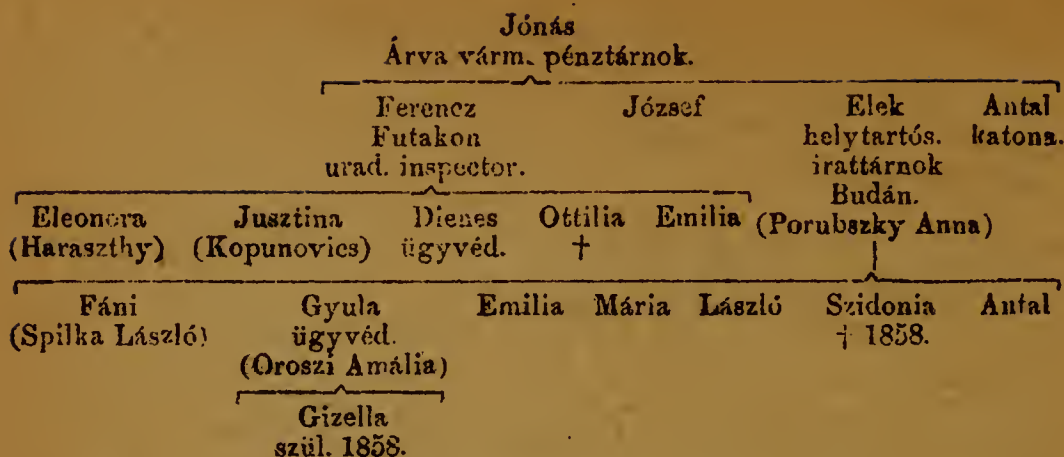 Jónás
Árva várm. pénztárnok.
Ferencz József Elek Antal
Futakon helytartós. katona.
urad. inspector. irattárnok
Budán.
Eleonora Jusztina Dienes Ottilia Emilia (Porubszky Anna)
(Haraszthy) (Kopunovics) ügyvéd. †
Fáni Gyula Emilia Mária László Szidonia Antal
(Spilka László) ügyvéd. † 1858.
(Oroszi Amália)
Gizella
szül. 1858.